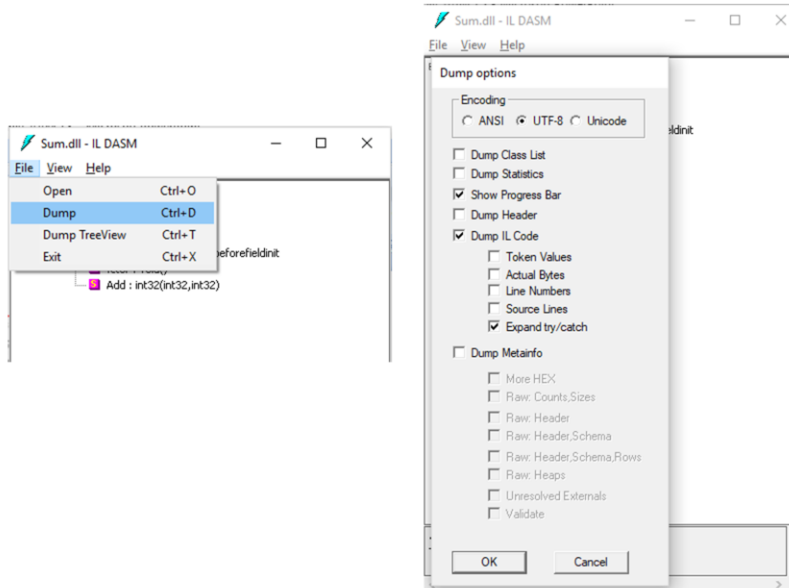 Sum.dll - IL DASM
File View Help
Open Ctrl+O
Dump Ctrl+D
Dump TreeView Ctrl+T
Exit Ctrl+X
beforefieldinit
Add : int32(int32,int32)
Sum.dll - IL DASM
File View Help
Dump options
Encoding
ANSI UTF-8 Unicode
eldinit
Dump Class List
Dump Statistics
Show Progress Bar
Dump Header
Dump IL Code
Token Values
Actual Bytes
Line Numbers
Source Lines
Expand try/catch
Dump Metainfo
More HEX
Raw: Counts,Sizes
Raw: Header
Raw: Header,Schema
Raw: Header,Schema,Rows
Raw: Heaps
Unresolved Externals
Validate
OK Cancel